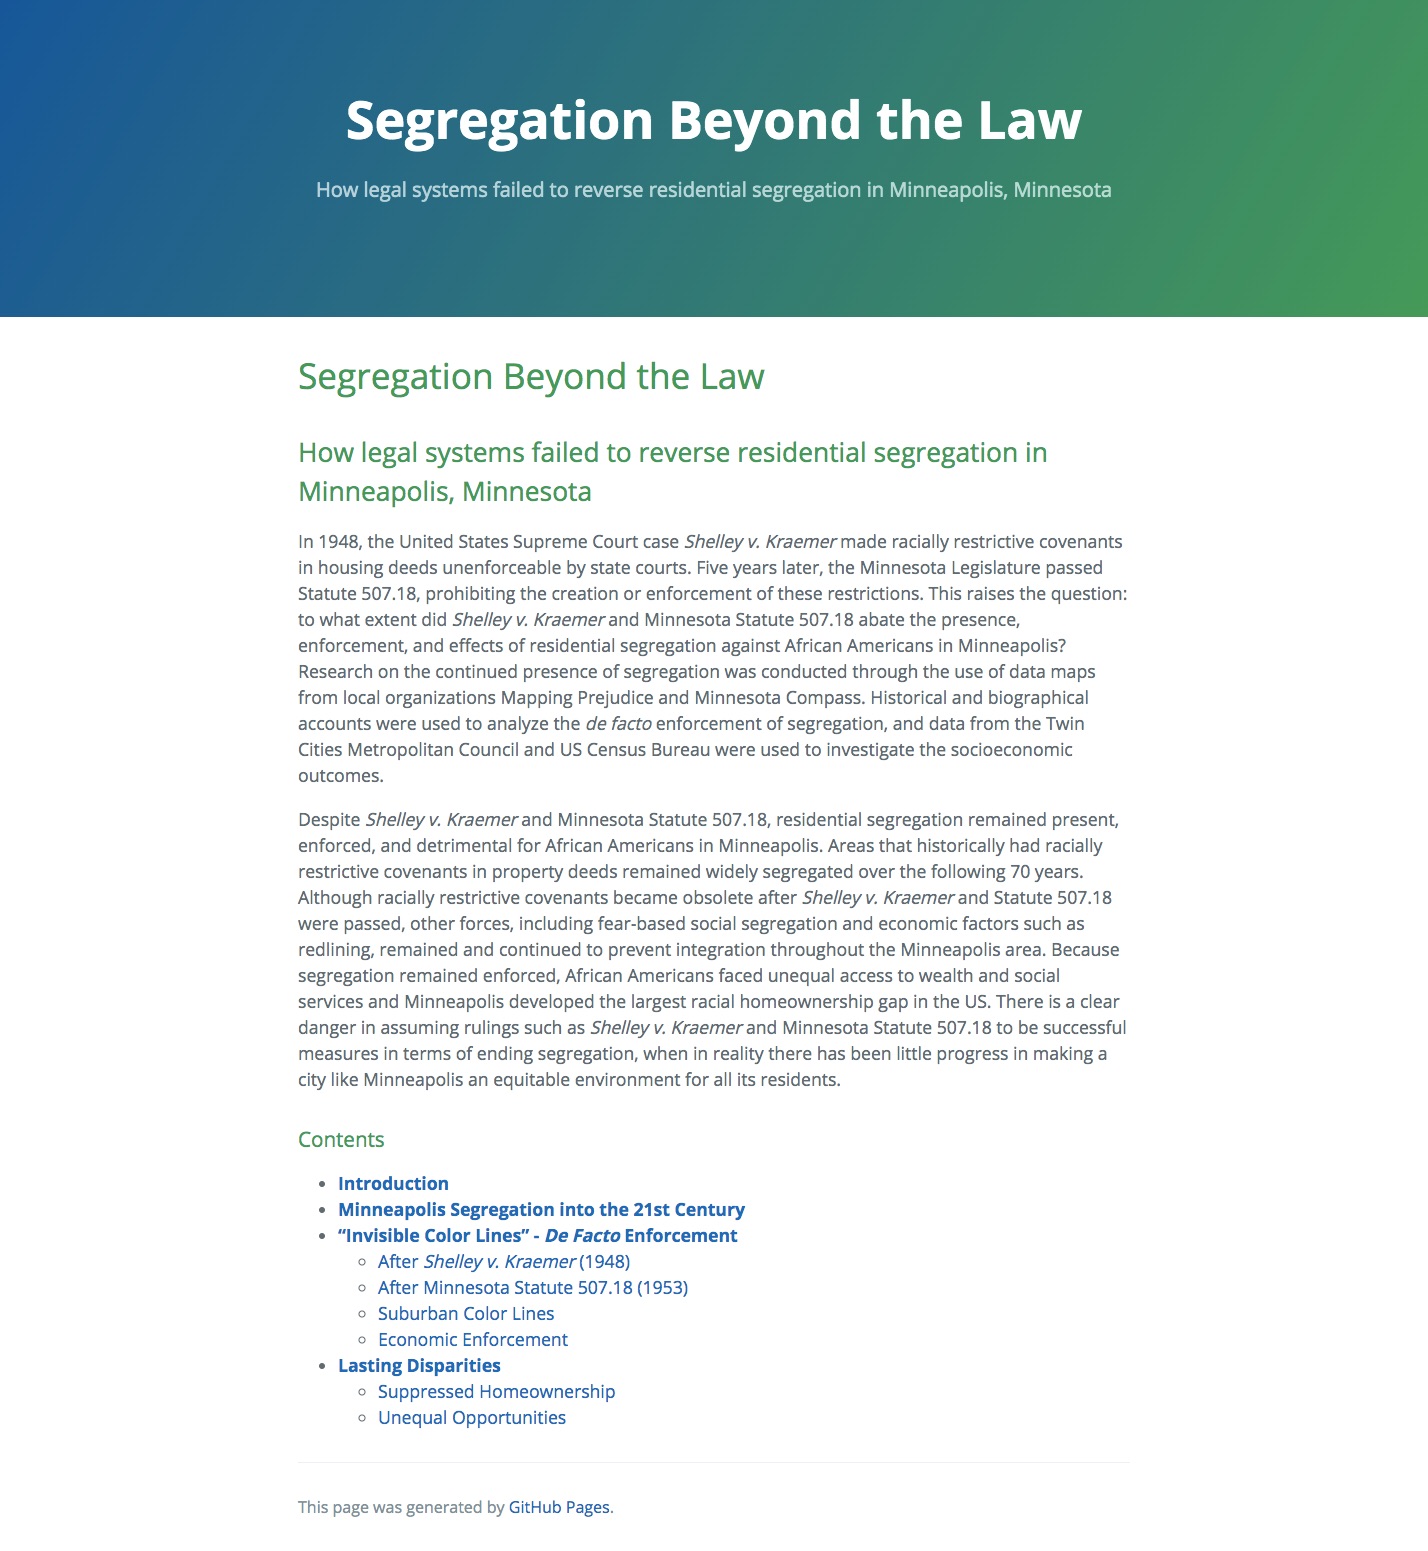 Segregation Beyond the Law
How legal systems failed to reverse residential segregation in Minneapolis, Minnesota
Segregation Beyond the Law
How legal systems failed to reverse residential segregation in
Minneapolis, Minnesota
In 1948, the United States Supreme Court case Shelley v. Kraemer made racially restrictive covenants
in housing deeds unenforceable by state courts. Five years later, the Minnesota Legislature passed
Statute 507.18, prohibiting the creation or enforcement of these restrictions. This raises the question:
to what extent did Shelley v. Kraemer and Minnesota Statute 507.18 abate the presence,
enforcement, and effects of residential segregation against African Americans in Minneapolis?
Research on the continued presence of segregation was conducted through the use of data maps
from local organizations Mapping Prejudice and Minnesota Compass. Historical and biographical
accounts were used to analyze the de facto enforcement of segregation, and data from the Twin
Cities Metropolitan Council and US Census Bureau were used to investigate the socioeconomic
outcomes.
Despite Shelley v. Kraemer and Minnesota Statute 507.18, residential segregation remained present,
enforced, and detrimental for African Americans in Minneapolis. Areas that historically had racially
restrictive covenants in property deeds remained widely segregated over the following 70 years.
Although racially restrictive covenants became obsolete after Shelley v. Kraemer and Statute 507.18
were passed, other forces, including fear-based social segregation and economic factors such as
redlining, remained and continued to prevent integration throughout the Minneapolis area. Because
segregation remained enforced, African Americans faced unequal access to wealth and social
services and Minneapolis developed the largest racial homeownership gap in the US. There is a clear
danger in assuming rulings such as Shelley v. Kraemer and Minnesota Statute 507.18 to be successful
measures in terms of ending segregation, when in reality there has been little progress in making a
city like Minneapolis an equitable environment for all its residents.
Contents
• Introduction
• Minneapolis Segregation into the 21st Century
• “Invisible Color Lines” - De Facto Enforcement
◦ After Shelley v. Kraemer (1948)
◦ After Minnesota Statute 507.18 (1953)
◦ Suburban Color Lines
◦ Economic Enforcement
• Lasting Disparities
◦ Suppressed Homeownership
◦ Unequal Opportunities
This page was generated by GitHub Pages.